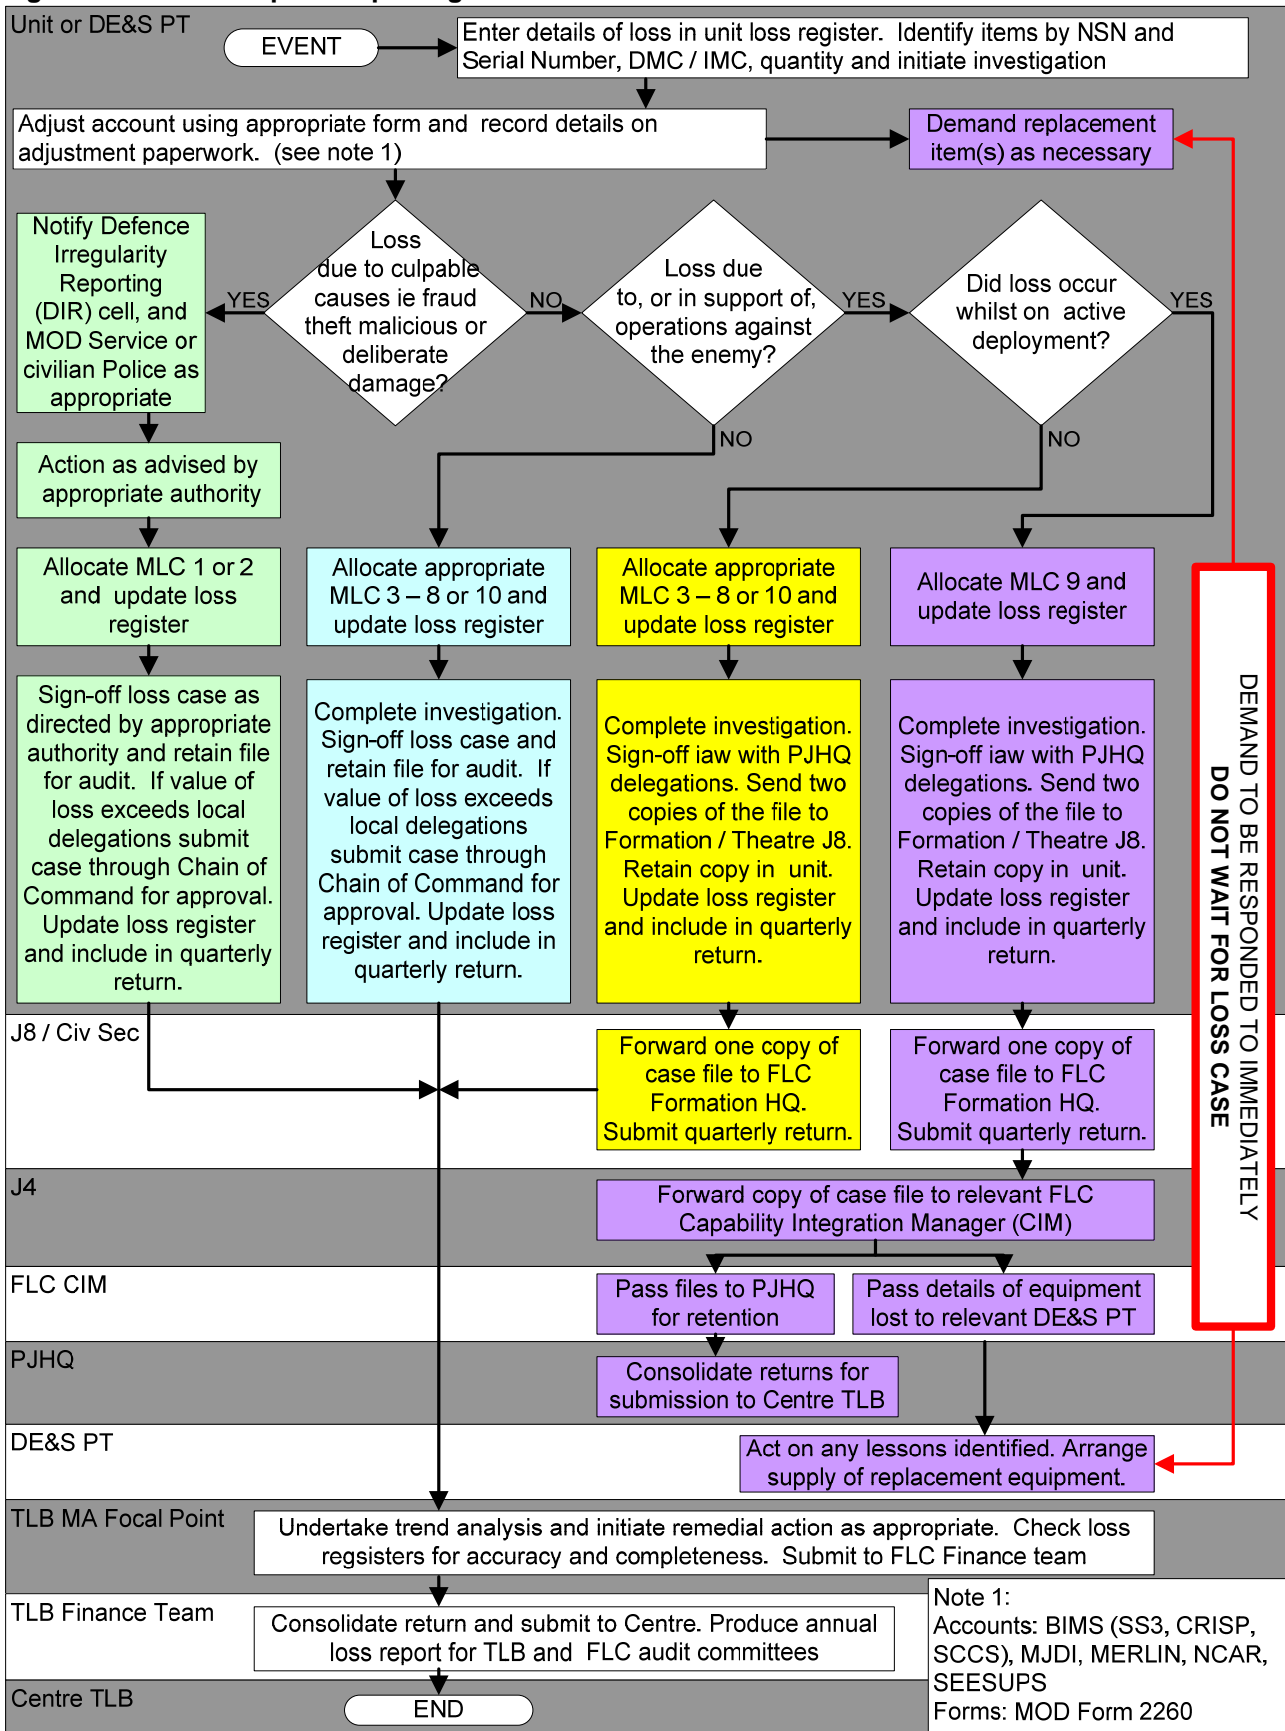 Unit or DE&S PT
EVENT
Enter details of loss in unit loss register.  Identify items by NSN and
Serial Number, DMC / IMC, quantity and initiate investigation
Adjust account using appropriate form and  record details on
adjustment paperwork.  (see note 1)
Demand replacement
item(s) as necessary
Notify Defence
Irregularity
Reporting
(DIR) cell, and
MOD Service or
civilian Police as
appropriate
YES
Loss
due to culpable
causes ie fraud
theft malicious or
deliberate
damage?
NO
Loss due
to, or in support of,
operations against
the enemy?
YES
Did loss occur
whilst on  active
deployment?
YES
NO
NO
Action as advised by
appropriate authority
Allocate MLC 1 or 2
and  update loss
register
Allocate appropriate
MLC 3 – 8 or 10 and
update loss register
Allocate appropriate
MLC 3 – 8 or 10 and
update loss register
Allocate MLC 9 and
update loss register
Sign-off loss case as
directed by appropriate
authority and retain file
for audit.  If value of
loss exceeds local
delegations submit
case through Chain of
Command for approval.
Update loss register
and include in quarterly
return.
Complete investigation.
Sign-off loss case and
retain file for audit.  If
value of loss exceeds
local delegations
submit case through
Chain of Command for
approval. Update loss
register and include in
quarterly return.
Complete investigation.
Sign-off iaw with PJHQ
delegations. Send two
copies of the file to
Formation / Theatre J8.
Retain copy in  unit.
Update loss register
and include in quarterly
return.
Complete investigation.
Sign-off iaw with PJHQ
delegations. Send two
copies of the file to
Formation / Theatre J8.
Retain copy in  unit.
Update loss register
and include in quarterly
return.
DEMAND TO BE RESPONDED TO IMMEDIATELY
DO NOT WAIT FOR LOSS CASE
J8 / Civ Sec
Forward one copy of
case file to FLC
Formation HQ.
Submit quarterly return.
Forward one copy of
case file to FLC
Formation HQ.
Submit quarterly return.
J4
Forward copy of case file to relevant FLC
Capability Integration Manager (CIM)
FLC CIM
Pass files to PJHQ
for retention
Pass details of equipment
lost to relevant DE&S PT
PJHQ
Consolidate returns for
submission to Centre TLB
DE&S PT
Act on any lessons identified. Arrange
supply of replacement equipment.
TLB MA Focal Point
Undertake trend analysis and initiate remedial action as appropriate.  Check loss
regsisters for accuracy and completeness.  Submit to FLC Finance team
TLB Finance Team
Consolidate return and submit to Centre. Produce annual
loss report for TLB and  FLC audit committees
Centre TLB
END
Note 1:
Accounts: BIMS (SS3, CRISP,
SCCS), MJDI, MERLIN, NCAR,
SEESUPS
Forms: MOD Form 2260